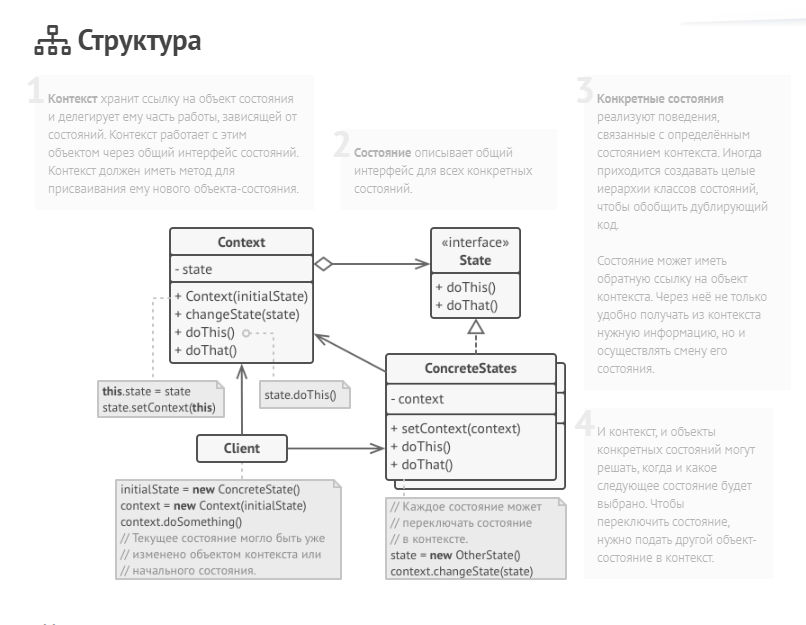 Структура
1
Контекст хранит ссылку на объект состояния
и делегирует ему часть работы, зависящей от
состояний. Контекст работает с этим
объектом через общий интерфейс состояний.
Контекст должен иметь метод для
присваивания ему нового объекта-состояния.
2
Состояние описывает общий
интерфейс для всех конкретных
состояний.
3
Конкретные состояния
реализуют поведения,
связанные с определённым
состоянием контекста. Иногда
приходится создавать целые
иерархии классов состояний,
чтобы обобщить дублирующий
код.
Состояние может иметь
обратную ссылку на объект
контекста. Через неё не только
удобно получать из контекста
нужную информацию, но и
осуществлять смену его
состояния.
4
И контекст, и объекты
конкретных состояний могут
решать, когда и какое
следующее состояние будет
выбрано. Чтобы
переключить состояние,
нужно подать другой объект-
состояние в контекст.
Context
- state
+ Context(initialState)
+ changeState(state)
+ doThis()
+ doThat()
«interface»
State
+ doThis()
+ doThat()
this.state = state
state.setContext(this)
state.doThis()
ConcreteStates
- context
+ setContext(context)
+ doThis()
+ doThat()
Client
initialState = new ConcreteState()
context = new Context(initialState)
context.doSomething()
// Текущее состояние могло быть уже
// изменено объектом контекста или
// начального состояния.
// Каждое состояние может
// переключать состояние
// в контексте.
state = new OtherState()
context.changeState(state)